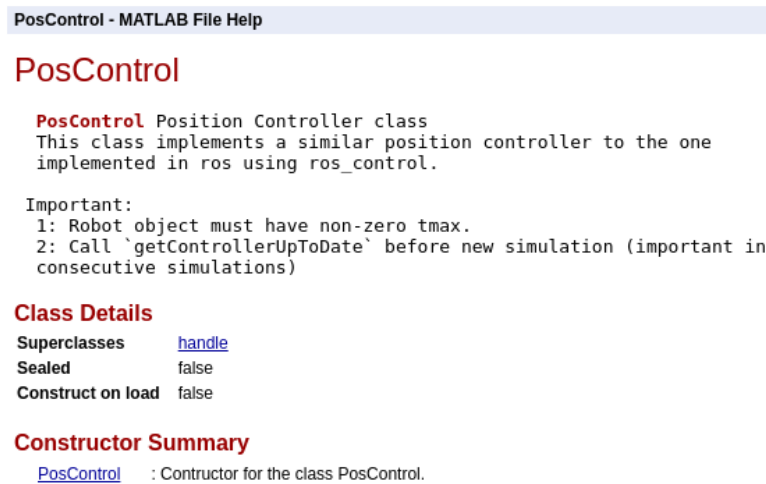 PosControl - MATLAB File Help
PosControl
PosControl Position Controller class
This class implements a similar position controller to the one
implemented in ros using ros_control.
Important:
1: Robot object must have non-zero tmax.
2: Call `getControllerUpToDate` before new simulation (important in
consecutive simulations)
Class Details
Superclasses handle
Sealed false
Construct on load false
Constructor Summary
PosControl : Contructor for the class PosControl.